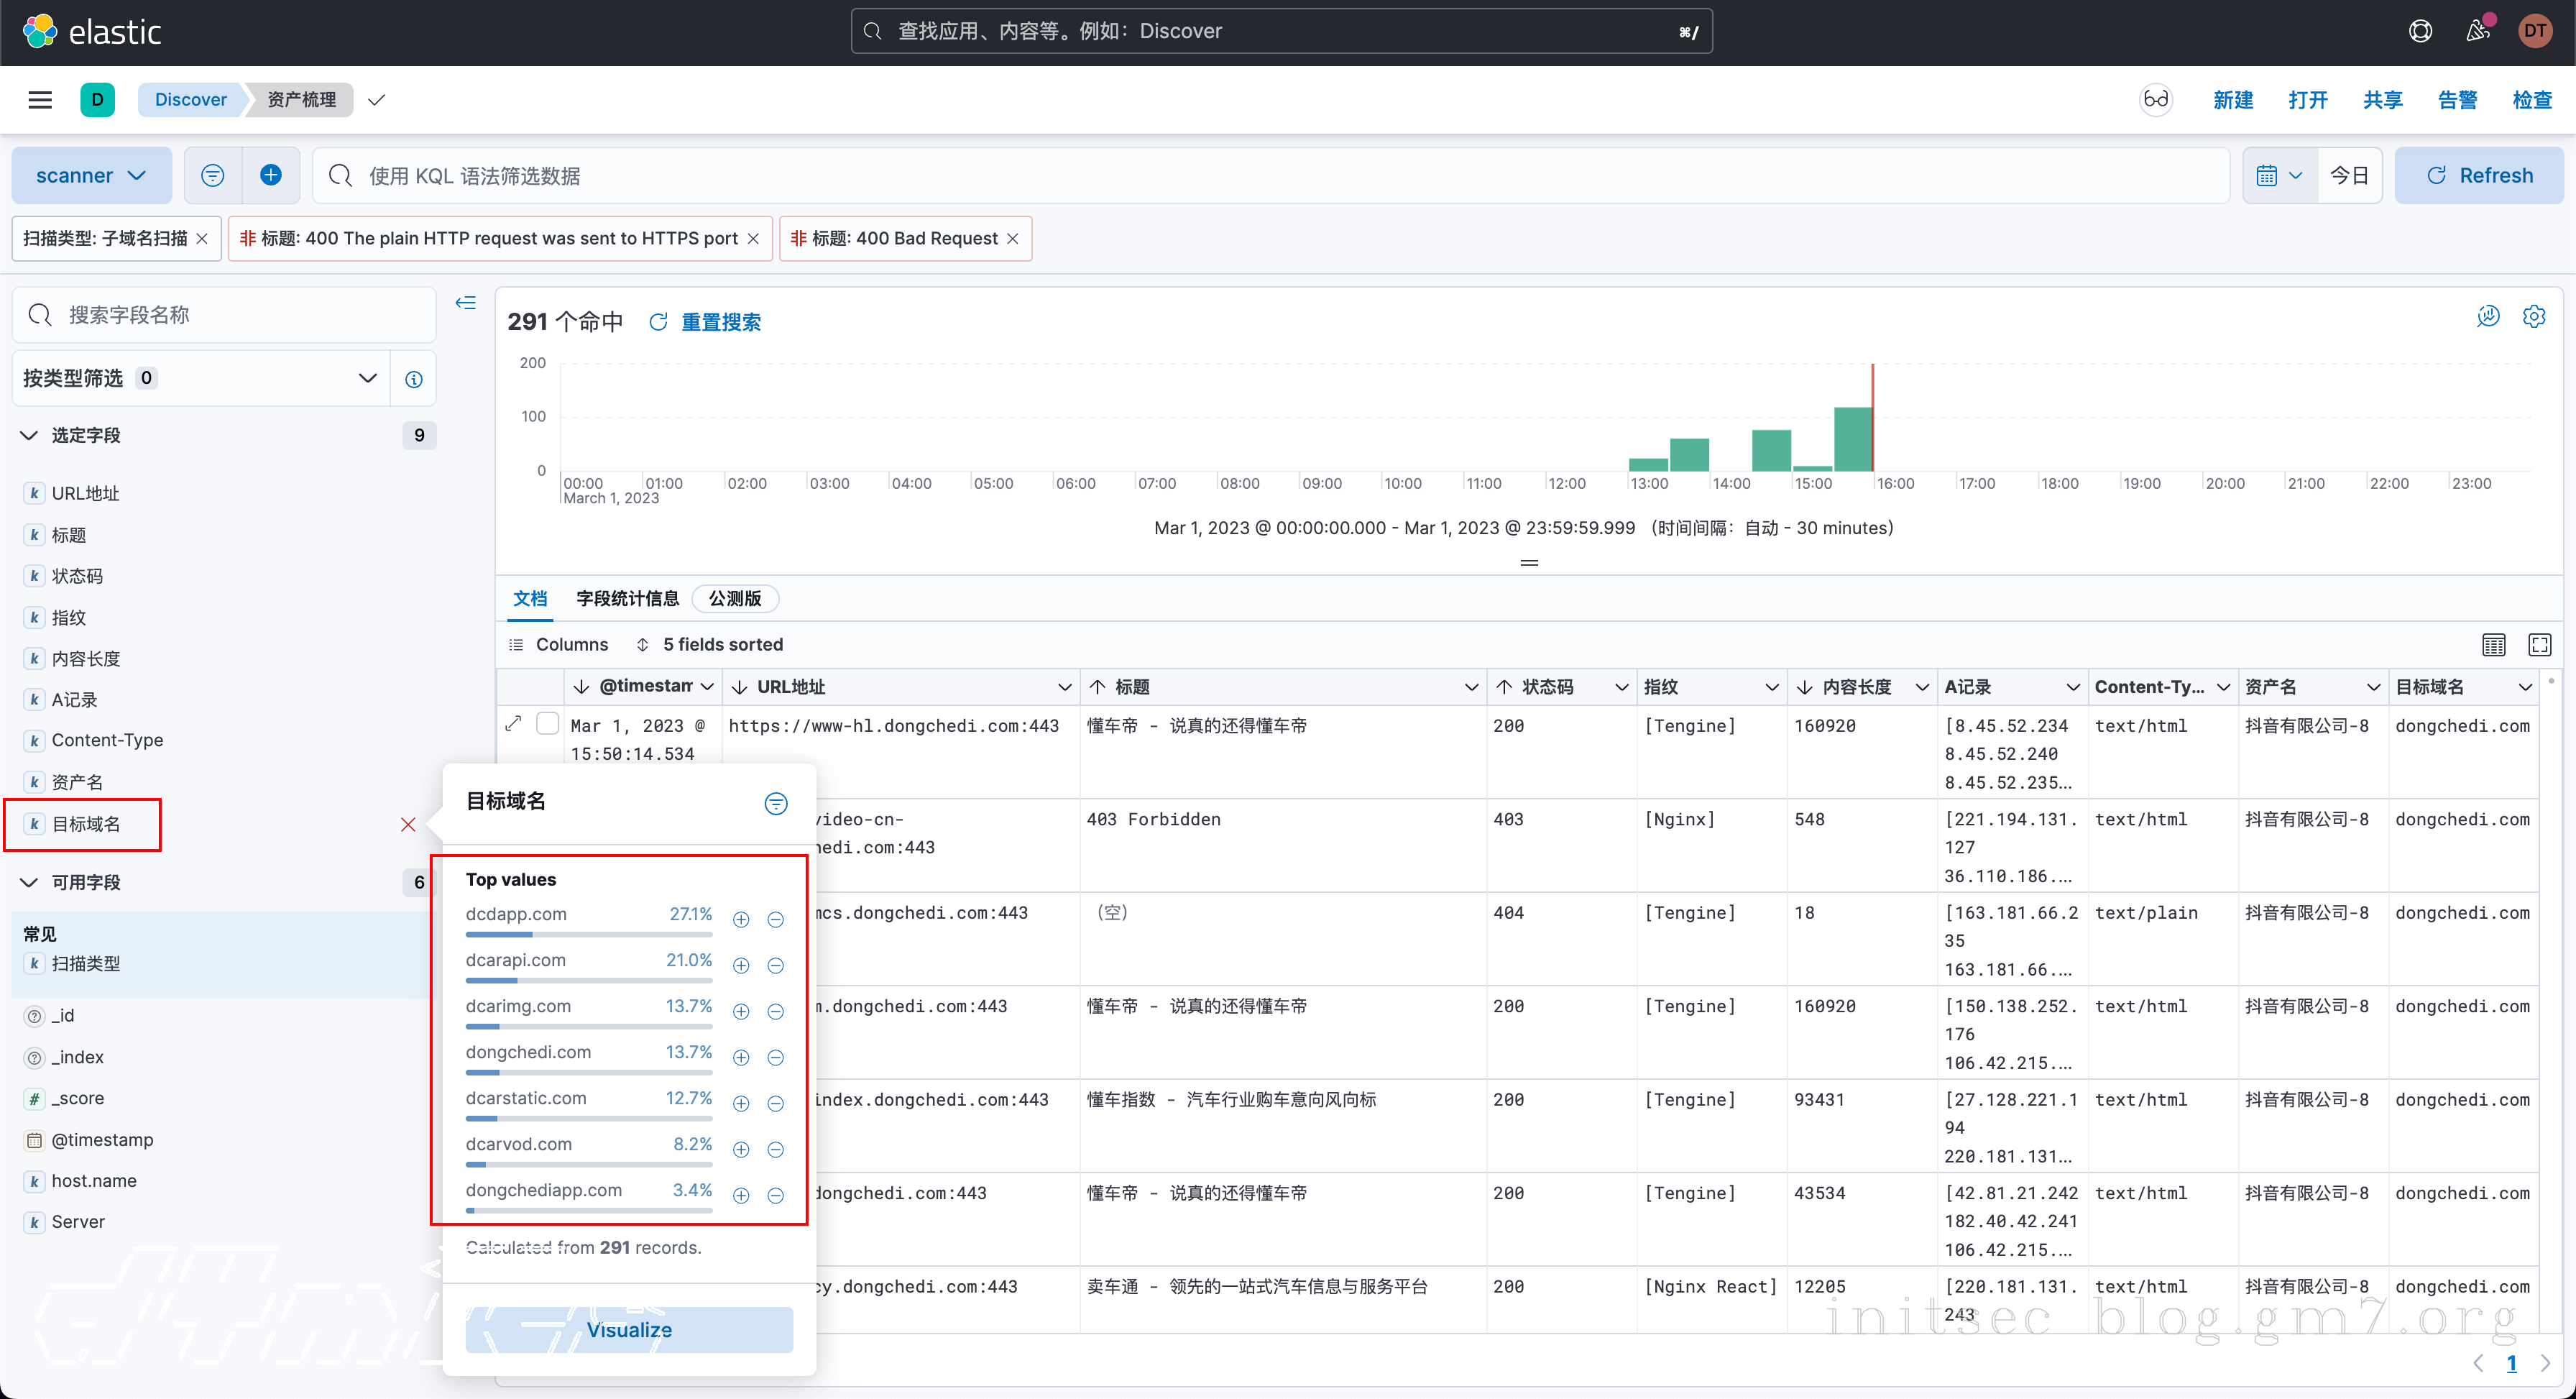 elastic
查找应用、内容等。例如：Discover
⌘/
DT
D
Discover
资产梳理
新建
打开
共享
告警
检查
scanner
使用 KQL 语法筛选数据
今日
Refresh
扫描类型: 子域名扫描
非 标题: 400 The plain HTTP request was sent to HTTPS port
非 标题: 400 Bad Request
搜索字段名称
按类型筛选 0
选定字段 9
k URL地址
k 标题
k 状态码
k 指纹
k 内容长度
k A记录
k Content-Type
k 资产名
k 目标域名
可用字段 6
常见
k 扫描类型
_id
_index
# _score
@timestamp
k host.name
k Server
291 个命中
重置搜索
200
100
0
00:00 01:00 02:00 03:00 04:00 05:00 06:00 07:00 08:00 09:00 10:00 11:00 12:00 13:00 14:00 15:00 16:00 17:00 18:00 19:00 20:00 21:00 22:00 23:00
March 1, 2023
Mar 1, 2023 @ 00:00:00.000 - Mar 1, 2023 @ 23:59:59.999 （时间间隔：自动 - 30 minutes）
文档
字段统计信息
公测版
Columns
5 fields sorted
@timestam URL地址 标题 状态码 指纹 内容长度 A记录 Content-Ty... 资产名 目标域名
Mar 1, 2023 @ https://www-hl.dongchedi.com:443 懂车帝 - 说真的还得懂车帝 200 [Tengine] 160920 [8.45.52.234 text/html 抖音有限公司-8 dongchedi.com
15:50:14.534 8.45.52.240
8.45.52.235...
video-cn- 403 Forbidden 403 [Nginx] 548 [221.194.131. text/html 抖音有限公司-8 dongchedi.com
hedi.com:443 127
36.110.186....
mcs.dongchedi.com:443 （空） 404 [Tengine] 18 [163.181.66.2 text/plain 抖音有限公司-8 dongchedi.com
35
163.181.66....
m.dongchedi.com:443 懂车帝 - 说真的还得懂车帝 200 [Tengine] 160920 [150.138.252. text/html 抖音有限公司-8 dongchedi.com
176
106.42.215....
index.dongchedi.com:443 懂车指数 - 汽车行业购车意向风向标 200 [Tengine] 93431 [27.128.221.1 text/html 抖音有限公司-8 dongchedi.com
94
220.181.131...
dongchedi.com:443 懂车帝 - 说真的还得懂车帝 200 [Tengine] 43534 [42.81.21.242 text/html 抖音有限公司-8 dongchedi.com
182.40.42.241
106.42.215....
cy.dongchedi.com:443 卖车通 - 领先的一站式汽车信息与服务平台 200 [Nginx React] 12205 [220.181.131. text/html 抖音有限公司-8 dongchedi.com
243
目标域名
Top values
dcdapp.com 27.1%
dcarapi.com 21.0%
dcarimg.com 13.7%
dongchedi.com 13.7%
dcarstatic.com 12.7%
dcarvod.com 8.2%
dongchediapp.com 3.4%
Calculated from 291 records.
Visualize
initsec blog.gm7.org
1